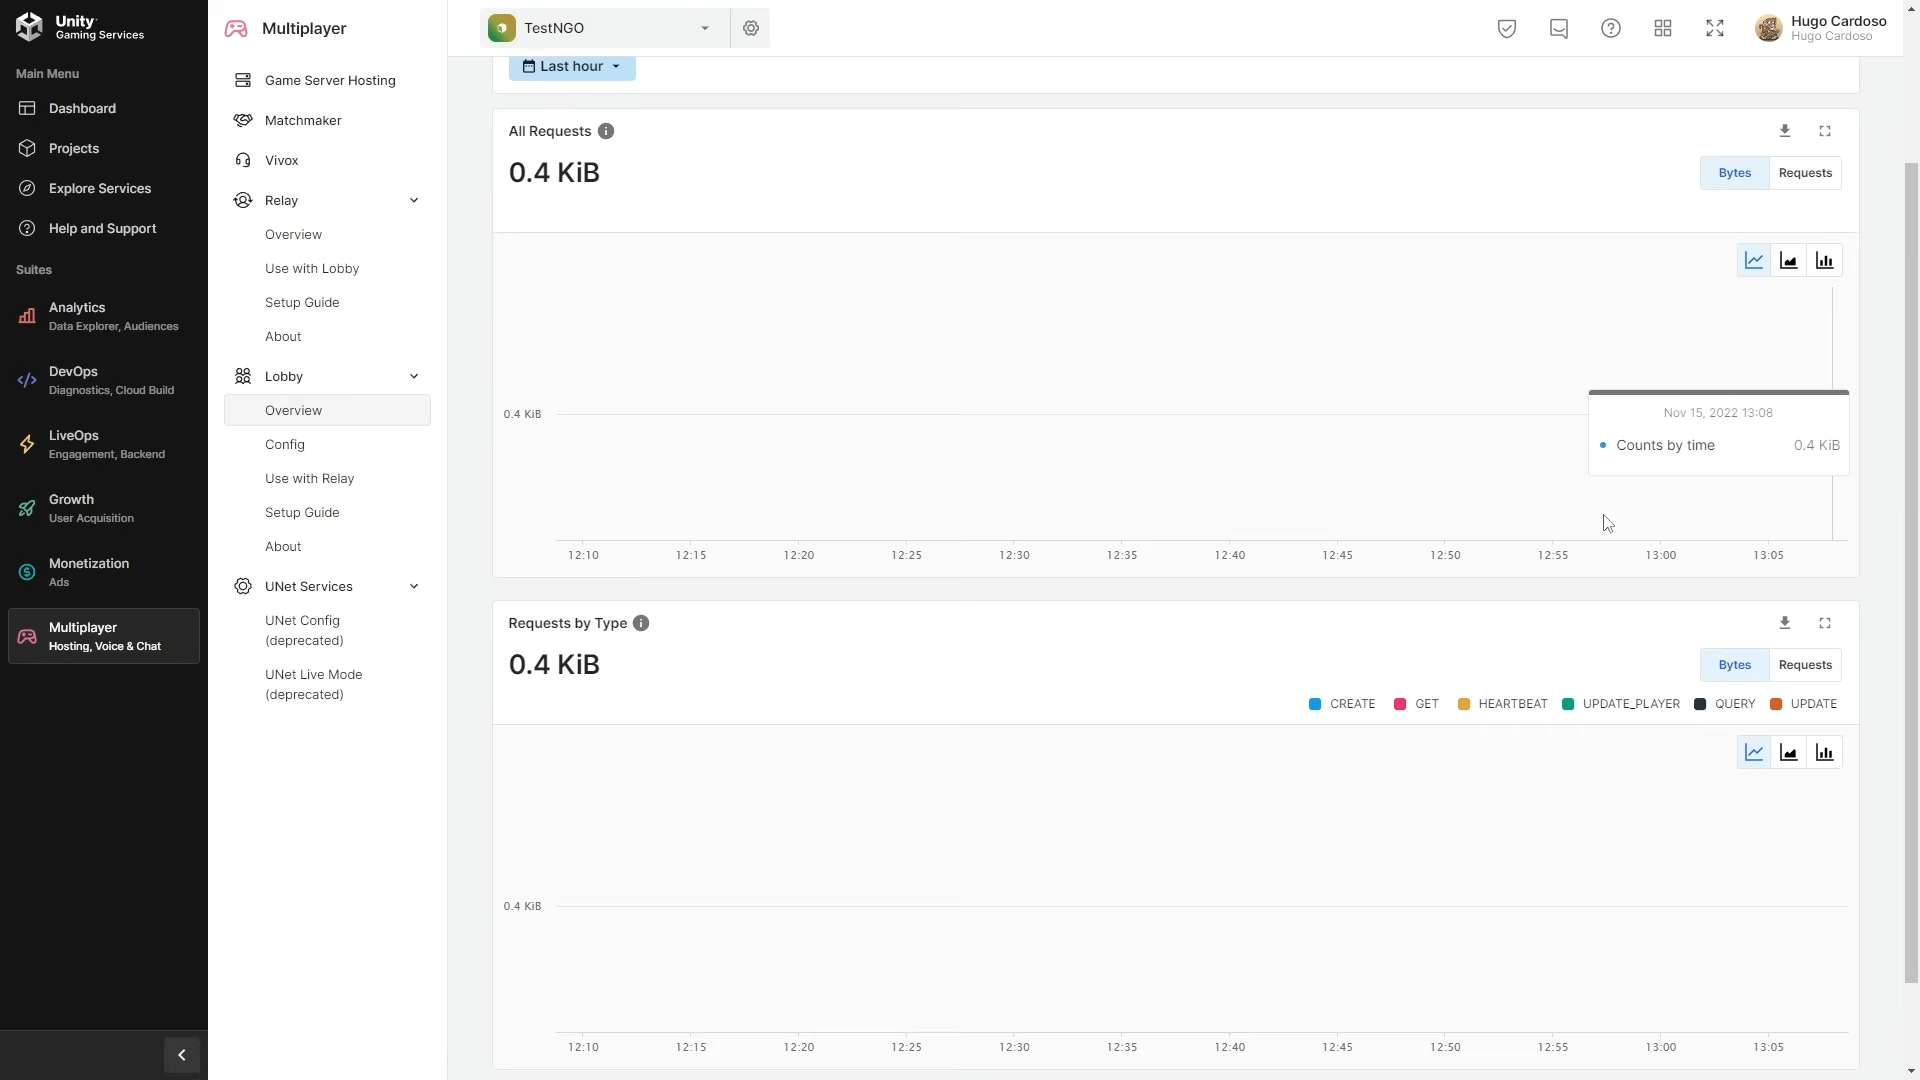 Unity
Gaming Services
Main Menu
Dashboard
Projects
Explore Services
Help and Support
Suites
Analytics
Data Explorer, Audiences
DevOps
Diagnostics, Cloud Build
LiveOps
Engagement, Backend
Growth
User Acquisition
Monetization
Ads
Multiplayer
Hosting, Voice & Chat
Multiplayer
Game Server Hosting
Matchmaker
Vivox
Relay
Overview
Use with Lobby
Setup Guide
About
Lobby
Overview
Config
Use with Relay
Setup Guide
About
UNet Services
UNet Config
(deprecated)
UNet Live Mode
(deprecated)
TestNGO
Hugo Cardoso
Hugo Cardoso
Last hour
All Requests
0.4 KiB
Bytes Requests
0.4 KiB
Nov 15, 2022 13:08
Counts by time 0.4 KiB
12:10 12:15 12:20 12:25 12:30 12:35 12:40 12:45 12:50 12:55 13:00 13:05
Requests by Type
0.4 KiB
Bytes Requests
CREATE GET HEARTBEAT UPDATE_PLAYER QUERY UPDATE
0.4 KiB
12:10 12:15 12:20 12:25 12:30 12:35 12:40 12:45 12:50 12:55 13:00 13:05